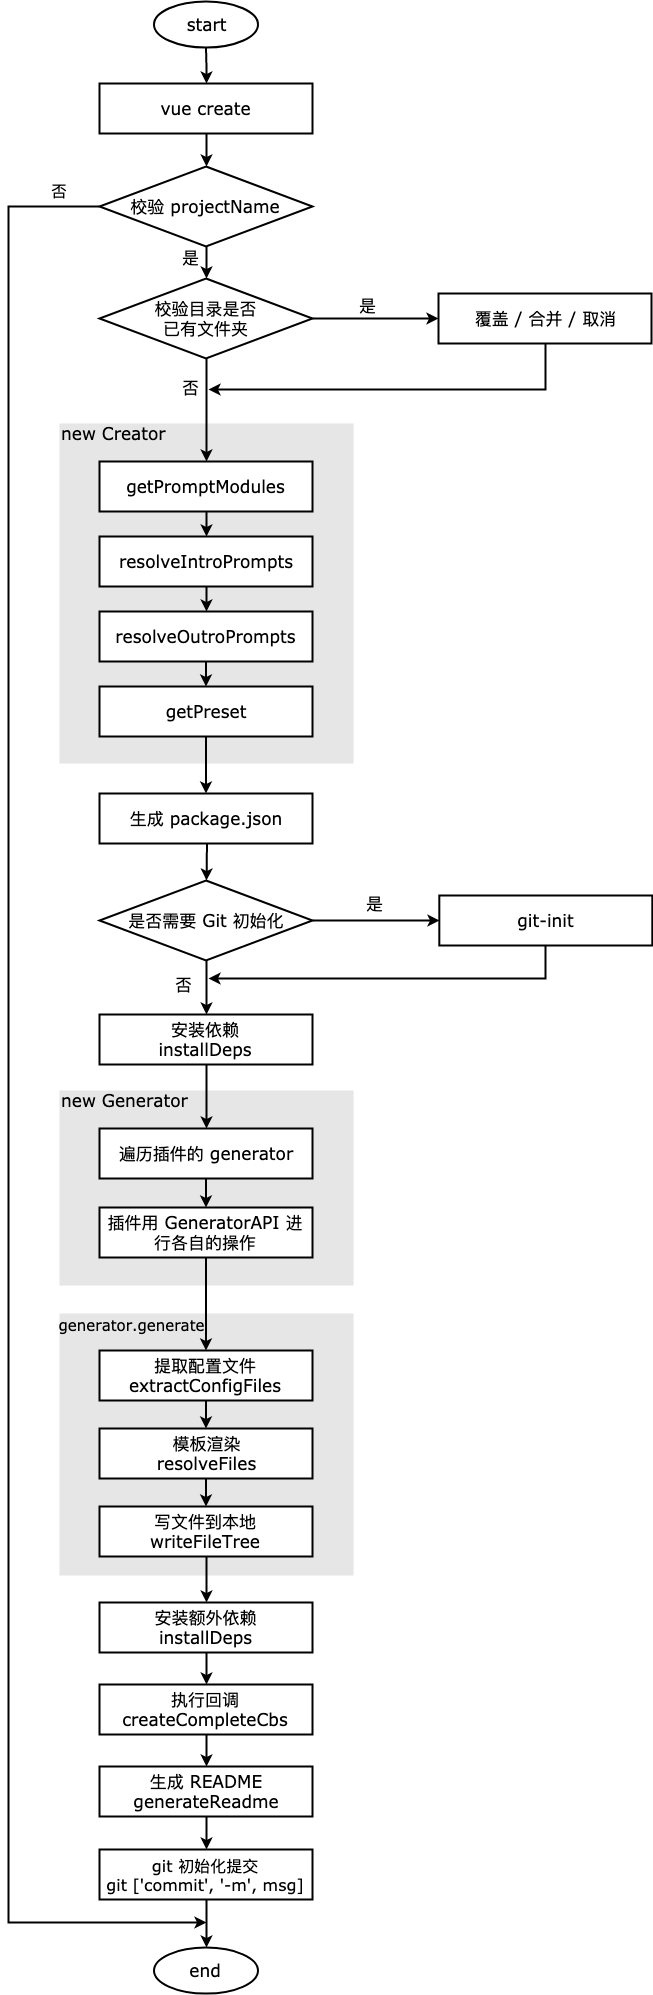 start
vue create
否
校验 projectName
是
校验目录是否
已有文件夹
是
覆盖 / 合并 / 取消
否
new Creator
getPromptModules
resolveIntroPrompts
resolveOutroPrompts
getPreset
生成 package.json
是否需要 Git 初始化
是
git-init
否
安装依赖
installDeps
new Generator
遍历插件的 generator
插件用 GeneratorAPI 进
行各自的操作
generator.generate
提取配置文件
extractConfigFiles
模板渲染
resolveFiles
写文件到本地
writeFileTree
安装额外依赖
installDeps
执行回调
createCompleteCbs
生成 README
generateReadme
git 初始化提交
git ['commit', '-m', msg]
end